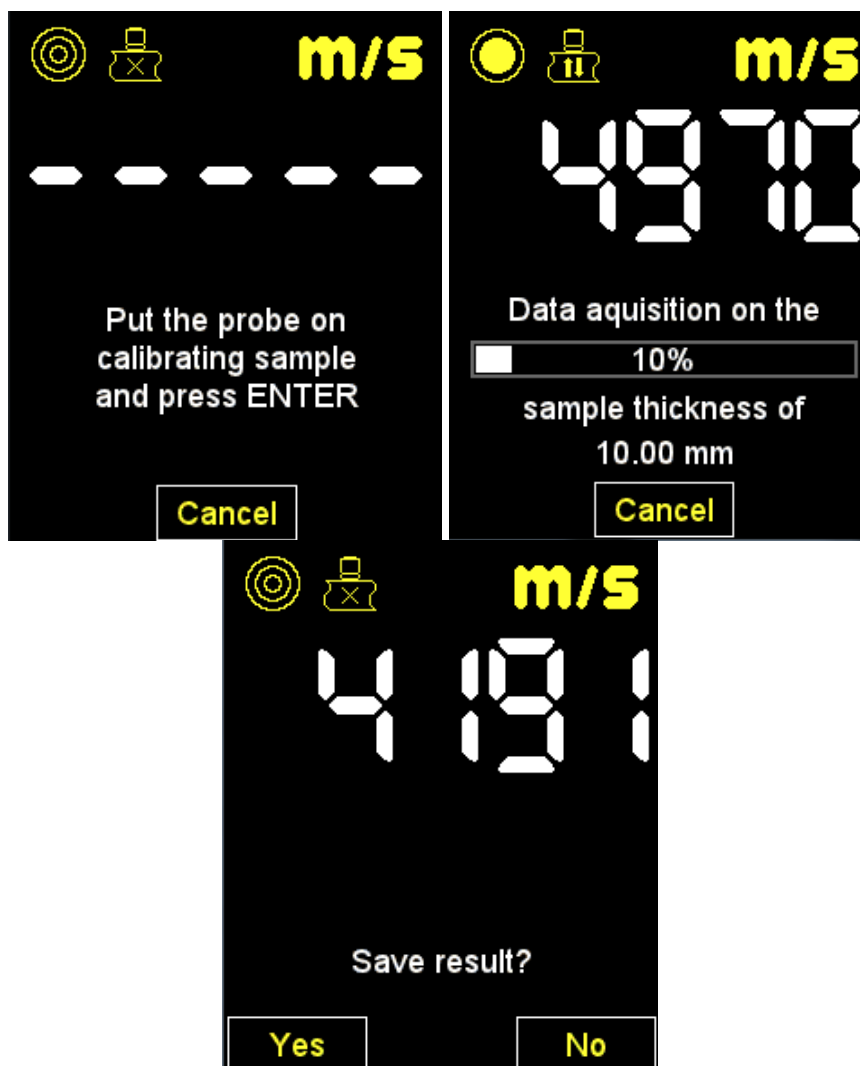 m/s
- - - - -
Put the probe on
calibrating sample
and press ENTER
Cancel
m/s
4970
Data aquisition on the
10%
sample thickness of
10.00 mm
Cancel
m/s
4191
Save result?
Yes
No